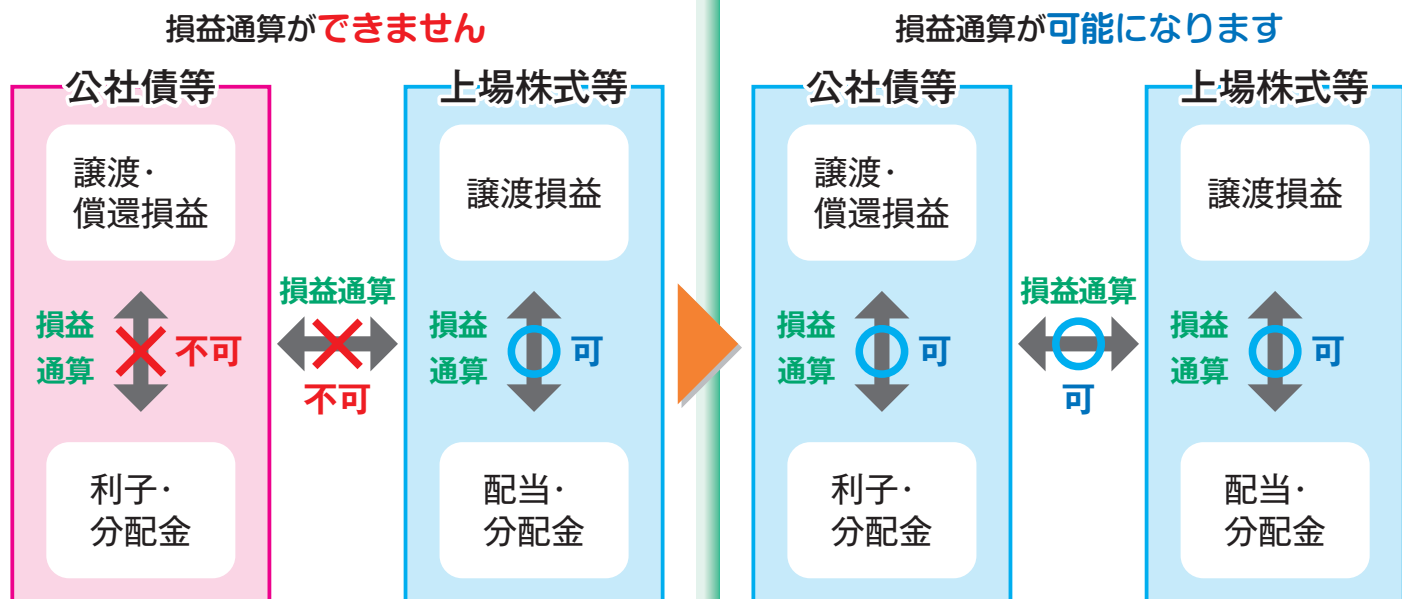 損益通算ができません
公社債等
譲渡・
償還損益
損益
通算
不可
利子・
分配金
損益通算
不可
上場株式等
譲渡損益
損益
通算
可
配当・
分配金
損益通算が可能になります
公社債等
譲渡・
償還損益
損益
通算
可
利子・
分配金
損益通算
可
上場株式等
譲渡損益
損益
通算
可
配当・
分配金